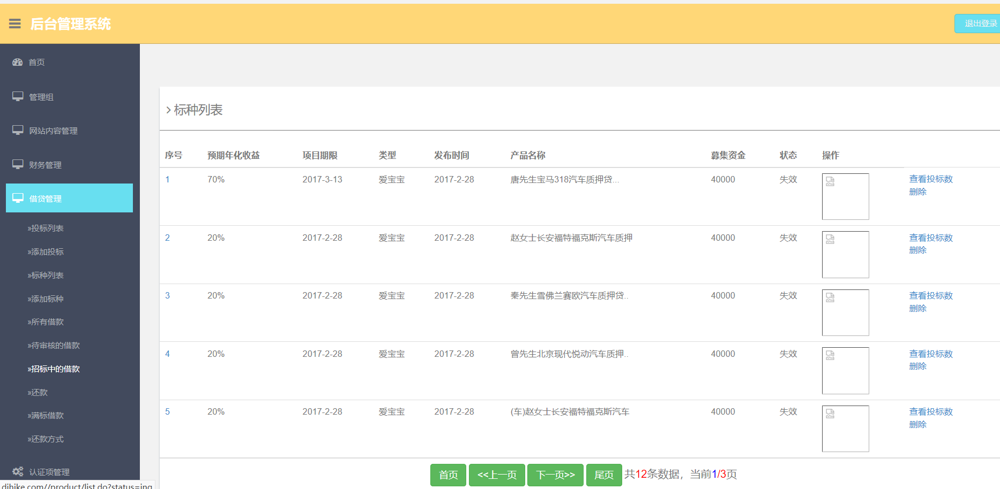 后台管理系统
退出登录
首页
管理组
网站内容管理
财务管理
借贷管理
»投标列表
»添加投标
»标种列表
»添加标种
»所有借款
»待审核的借款
»招标中的借款
»还款
»满标借款
»还款方式
认证项管理
标种列表
序号 预期年化收益 项目期限 类型 发布时间 产品名称 募集资金 状态 操作
1 70% 2017-3-13 爱宝宝 2017-2-28 唐先生宝马318汽车质押贷... 40000 失效 查看投标数
删除
2 20% 2017-2-28 爱宝宝 2017-2-28 赵女士长安福特福克斯汽车质押 40000 失效 查看投标数
删除
3 20% 2017-2-28 爱宝宝 2017-2-28 秦先生雪佛兰赛欧汽车质押贷.. 40000 失效 查看投标数
删除
4 20% 2017-2-28 爱宝宝 2017-2-28 曾先生北京现代悦动汽车质押.. 40000 失效 查看投标数
删除
5 20% 2017-2-28 爱宝宝 2017-2-28 (车)赵女士长安福特福克斯汽车 40000 失效 查看投标数
删除
首页 <<上一页 下一页>> 尾页 共12条数据，当前1/3页
dihike.com//product/list.do?status=ing